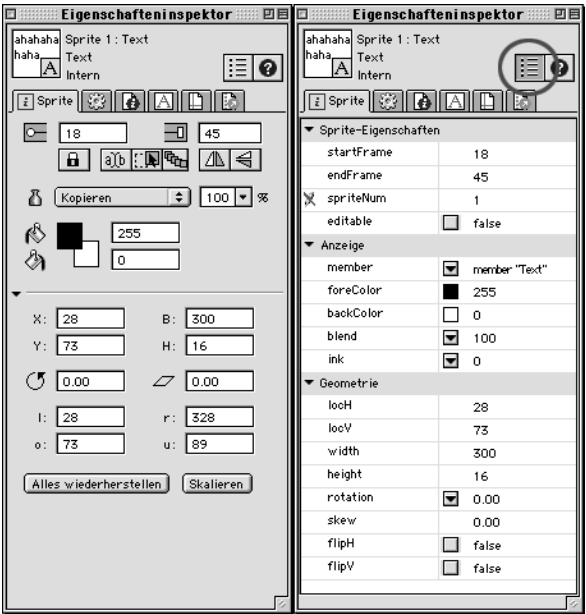 Eigenschafteninspektor
hahahaha
haha
A
Sprite 1 : Text
Text
Intern
?
i Sprite
A
18
45
a)b
Kopieren
100 %
255
0
X: 28
B: 300
Y: 73
H: 16
0.00
0.00
l: 28
r: 328
o: 73
u: 89
Alles wiederherstellen
Skalieren
Eigenschafteninspektor
hahahaha
haha
A
Sprite 1 : Text
Text
Intern
?
i Sprite
A
Sprite-Eigenschaften
startFrame 18
endFrame 45
spriteNum 1
editable false
Anzeige
member member "Text"
foreColor 255
backColor 0
blend 100
ink 0
Geometrie
locH 28
locV 73
width 300
height 16
rotation 0.00
skew 0.00
flipH false
flipV false